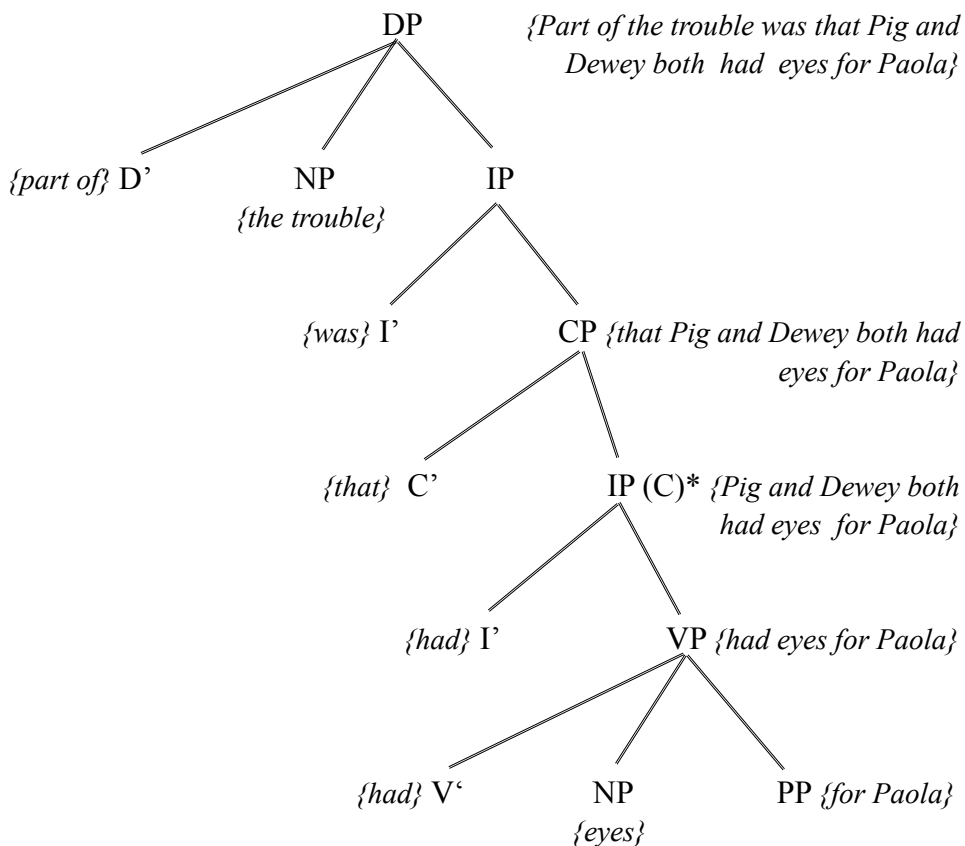 DP {Part of the trouble was that Pig and
Dewey both had eyes for Paola}
{part of} D’ NP IP
{the trouble}
{was} I’ CP {that Pig and Dewey both had
eyes for Paola}
{that} C’ IP (C)* {Pig and Dewey both
had eyes for Paola}
{had} I’ VP {had eyes for Paola}
{had} V‘ NP PP {for Paola}
{eyes}